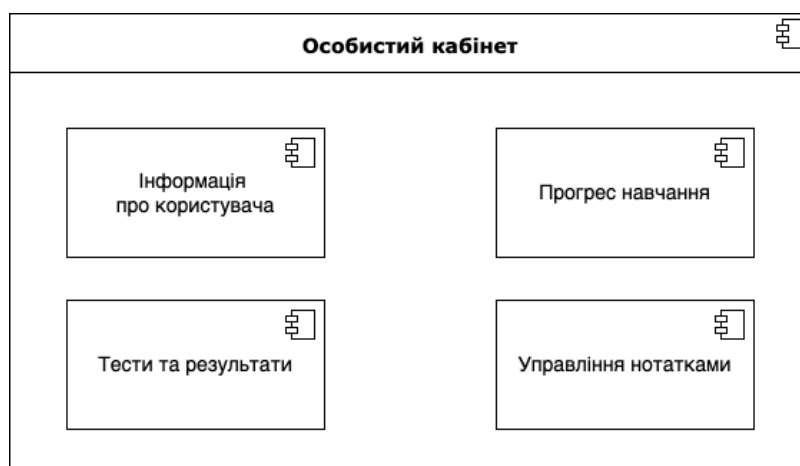 Особистий кабінет
Інформація
про користувача
Прогрес навчання
Тести та результати
Управління нотатками